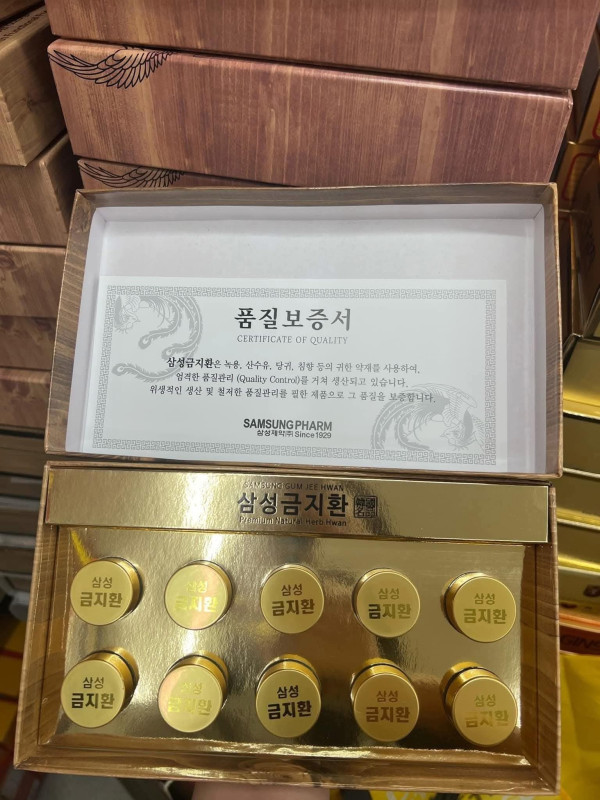 품질보증서
CERTIFICATE OF QUALITY
삼성금지환은 녹용, 산수유, 당귀, 침향 등의 귀한 약재를 사용하여,
엄격한 품질관리 (Quality Control)를 거쳐 생산되고 있습니다.
위생적인 생산 및 철저한 품질관리를 필한 제품으로 그 품질을 보증합니다.
SAMSUNG PHARM
삼성제약(주) Since 1929
SAMSUNG GUM JEE HWAN
삼성금지환
Premium Natural Herb Hwan
삼성
금지환
삼성
금지환
삼성
금지환
삼성
금지환
삼성
금지환
삼성
금지환
삼성
금지환
삼성
금지환
삼성
금지환
삼성
금지환